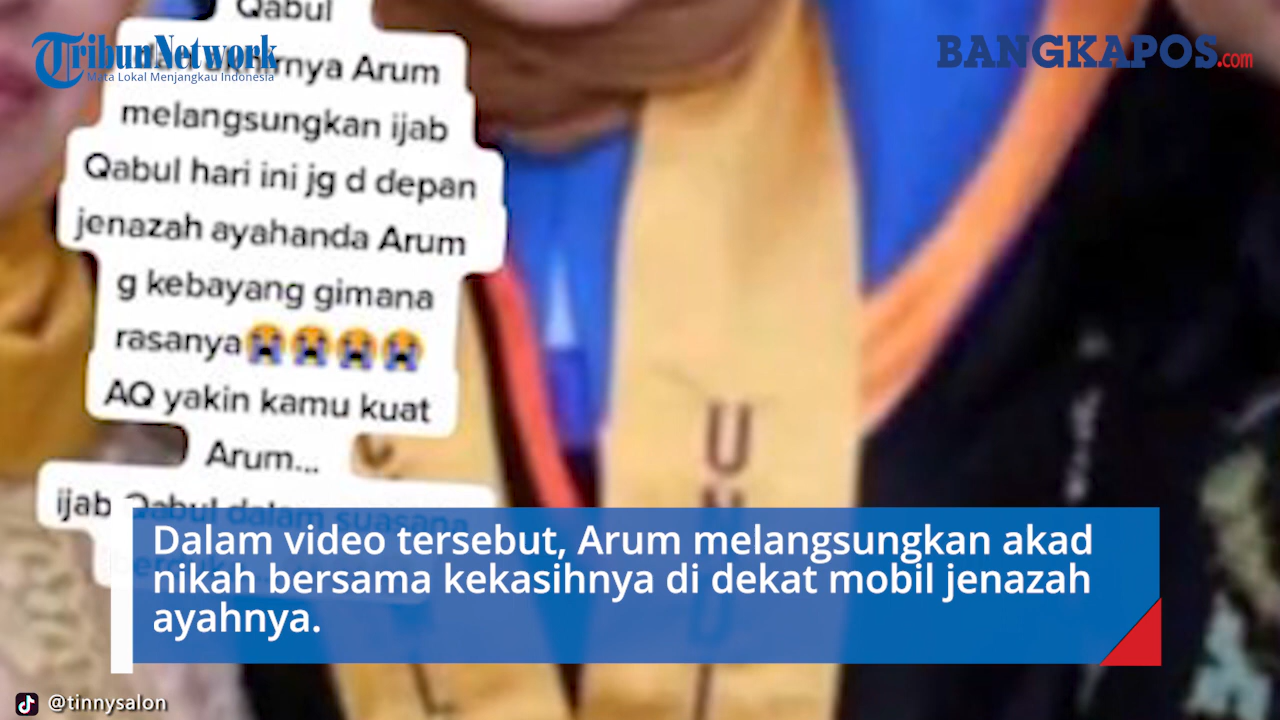 Qabul
TribunNetwork
Mata Lokal Menjangkau Indonesia
BANGKAPOS.com
Arum
melangsungkan ijab
Qabul hari ini jg d depan
jenazah ayahanda Arum
g kebayang gimana
rasanya😭😭😭😭
AQ yakin kamu kuat
Arum...
ijab Qabul dalam suasana
Dalam video tersebut, Arum melangsungkan akad
nikah bersama kekasihnya di dekat mobil jenazah
ayahnya.
U
@tinnysalon